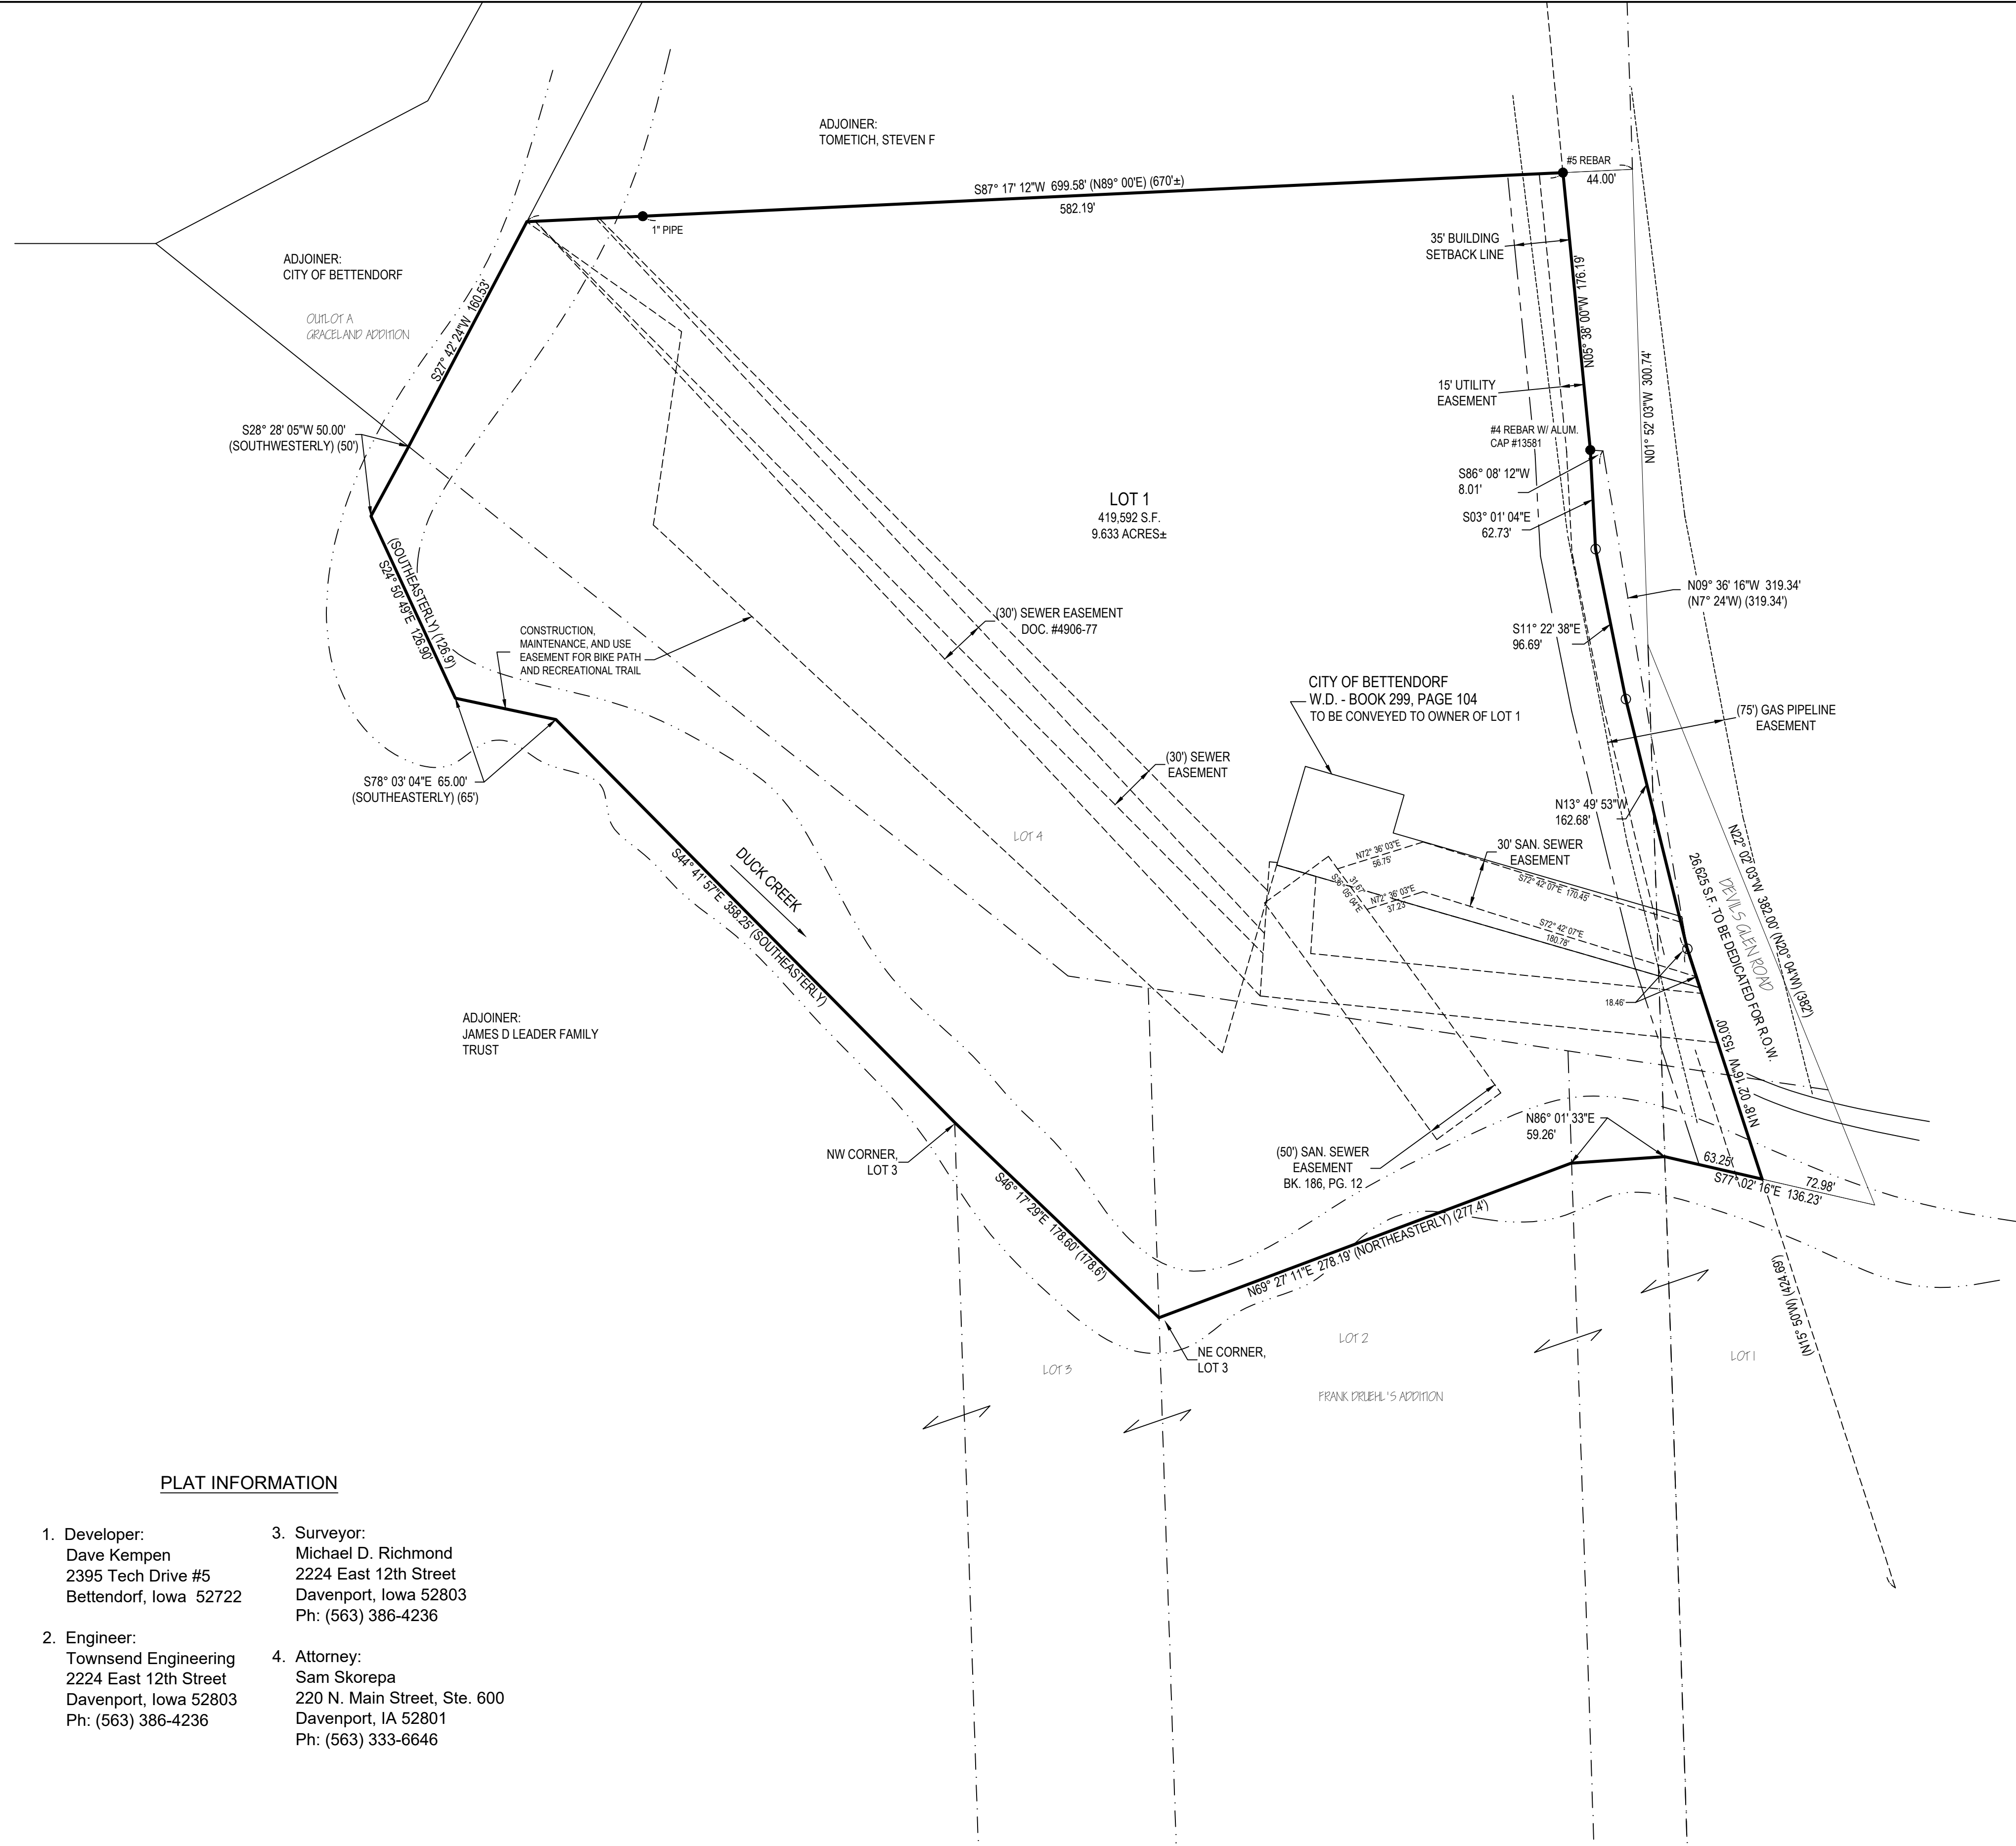 ADJOINER:
TOMETICH, STEVEN F
#5 REBAR
44.00'
S87° 17' 12"W 699.58' (N89° 00'E) (670'±)
582.19'
1" PIPE
35' BUILDING
SETBACK LINE
ADJOINER:
CITY OF BETTENDORF
OUTLOT A
GRACELAND ADDITION
S27° 42' 24"W 160.53'
N05° 38' 00"W 176.19'
N01° 52' 03"W 300.74'
15' UTILITY
EASEMENT
#4 REBAR W/ ALUM.
CAP #13581
S28° 28' 05"W 50.00'
(SOUTHWESTERLY) (50')
S86° 08' 12"W
8.01'
LOT 1
419,592 S.F.
9.633 ACRES±
S03° 01' 04"E
62.73'
(SOUTHEASTERLY) (126.9')
S24° 50' 49"E 126.90'
N09° 36' 16"W 319.34'
(N7° 24'W) (319.34')
(30') SEWER EASEMENT
DOC. #4906-77
S11° 22' 38"E
96.69'
CONSTRUCTION,
MAINTENANCE, AND USE
EASEMENT FOR BIKE PATH
AND RECREATIONAL TRAIL
CITY OF BETTENDORF
W.D. - BOOK 299, PAGE 104
TO BE CONVEYED TO OWNER OF LOT 1
(75') GAS PIPELINE
EASEMENT
(30') SEWER
EASEMENT
S78° 03' 04"E 65.00'
(SOUTHEASTERLY) (65')
N13° 49' 53"W
162.68'
LOT 4
30' SAN. SEWER
EASEMENT
N72° 36' 03"E
56.75'
S72° 42' 07"E 170.45'
31.67
S36° 05' 04"E
N72° 36' 03"E
37.23
S72° 42' 07"E
180.78'
N22° 02' 03"W 382.00' (N20° 04'W) (382')
DEVILS GLEN ROAD
26,625 S.F. TO BE DEDICATED FOR R.O.W.
DUCK CREEK
S44° 41' 57"E 358.25' (SOUTHEASTERLY)
18.46'
N18° 02' 16"W 153.00'
ADJOINER:
JAMES D LEADER FAMILY
TRUST
N86° 01' 33"E
59.26'
NW CORNER,
LOT 3
(50') SAN. SEWER
EASEMENT
BK. 186, PG. 12
63.25'
72.98'
S77° 02' 16"E 136.23'
S46° 17' 29"E 178.60' (178.6')
N69° 27' 11"E 278.19' (NORTHEASTERLY) (277.4')
(N15° 50'W) (424.69')
NE CORNER,
LOT 3
LOT 3
LOT 2
LOT 1
FRANK DRUEHL'S ADDITION
PLAT INFORMATION
1. Developer:
Dave Kempen
2395 Tech Drive #5
Bettendorf, Iowa 52722
2. Engineer:
Townsend Engineering
2224 East 12th Street
Davenport, Iowa 52803
Ph: (563) 386-4236
3. Surveyor:
Michael D. Richmond
2224 East 12th Street
Davenport, Iowa 52803
Ph: (563) 386-4236
4. Attorney:
Sam Skorepa
220 N. Main Street, Ste. 600
Davenport, IA 52801
Ph: (563) 333-6646